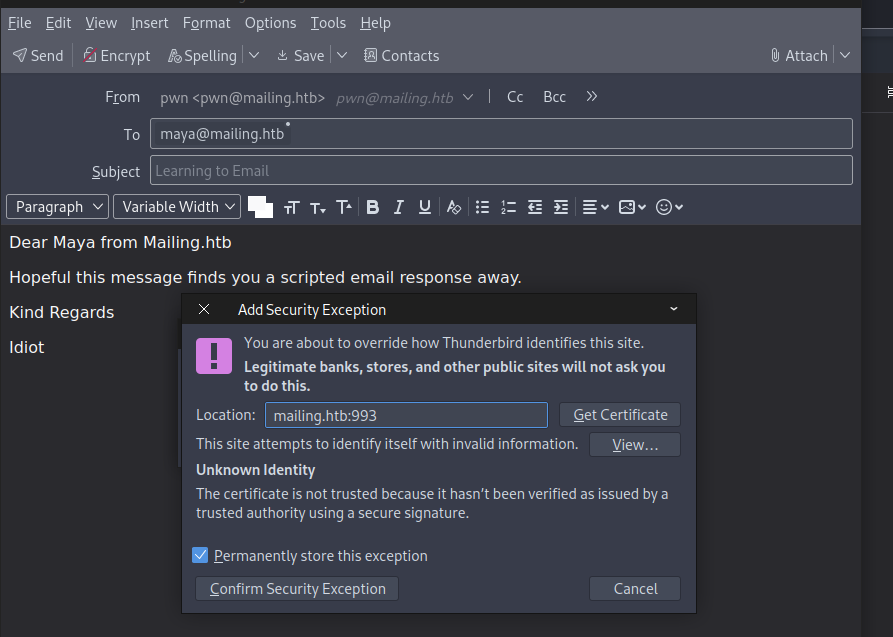 File Edit View Insert Format Options Tools Help
Send Encrypt Spelling Save Contacts Attach
From pwn <pwn@mailing.htb> pwn@mailing.htb Cc Bcc »
To maya@mailing.htb
Subject Learning to Email
Paragraph Variable Width
Dear Maya from Mailing.htb
Hopeful this message finds you a scripted email response away.
Kind Regards
Idiot
Add Security Exception
You are about to override how Thunderbird identifies this site.
Legitimate banks, stores, and other public sites will not ask you
to do this.
Location: mailing.htb:993 Get Certificate
This site attempts to identify itself with invalid information. View…
Unknown Identity
The certificate is not trusted because it hasn’t been verified as issued by a
trusted authority using a secure signature.
Permanently store this exception
Confirm Security Exception Cancel